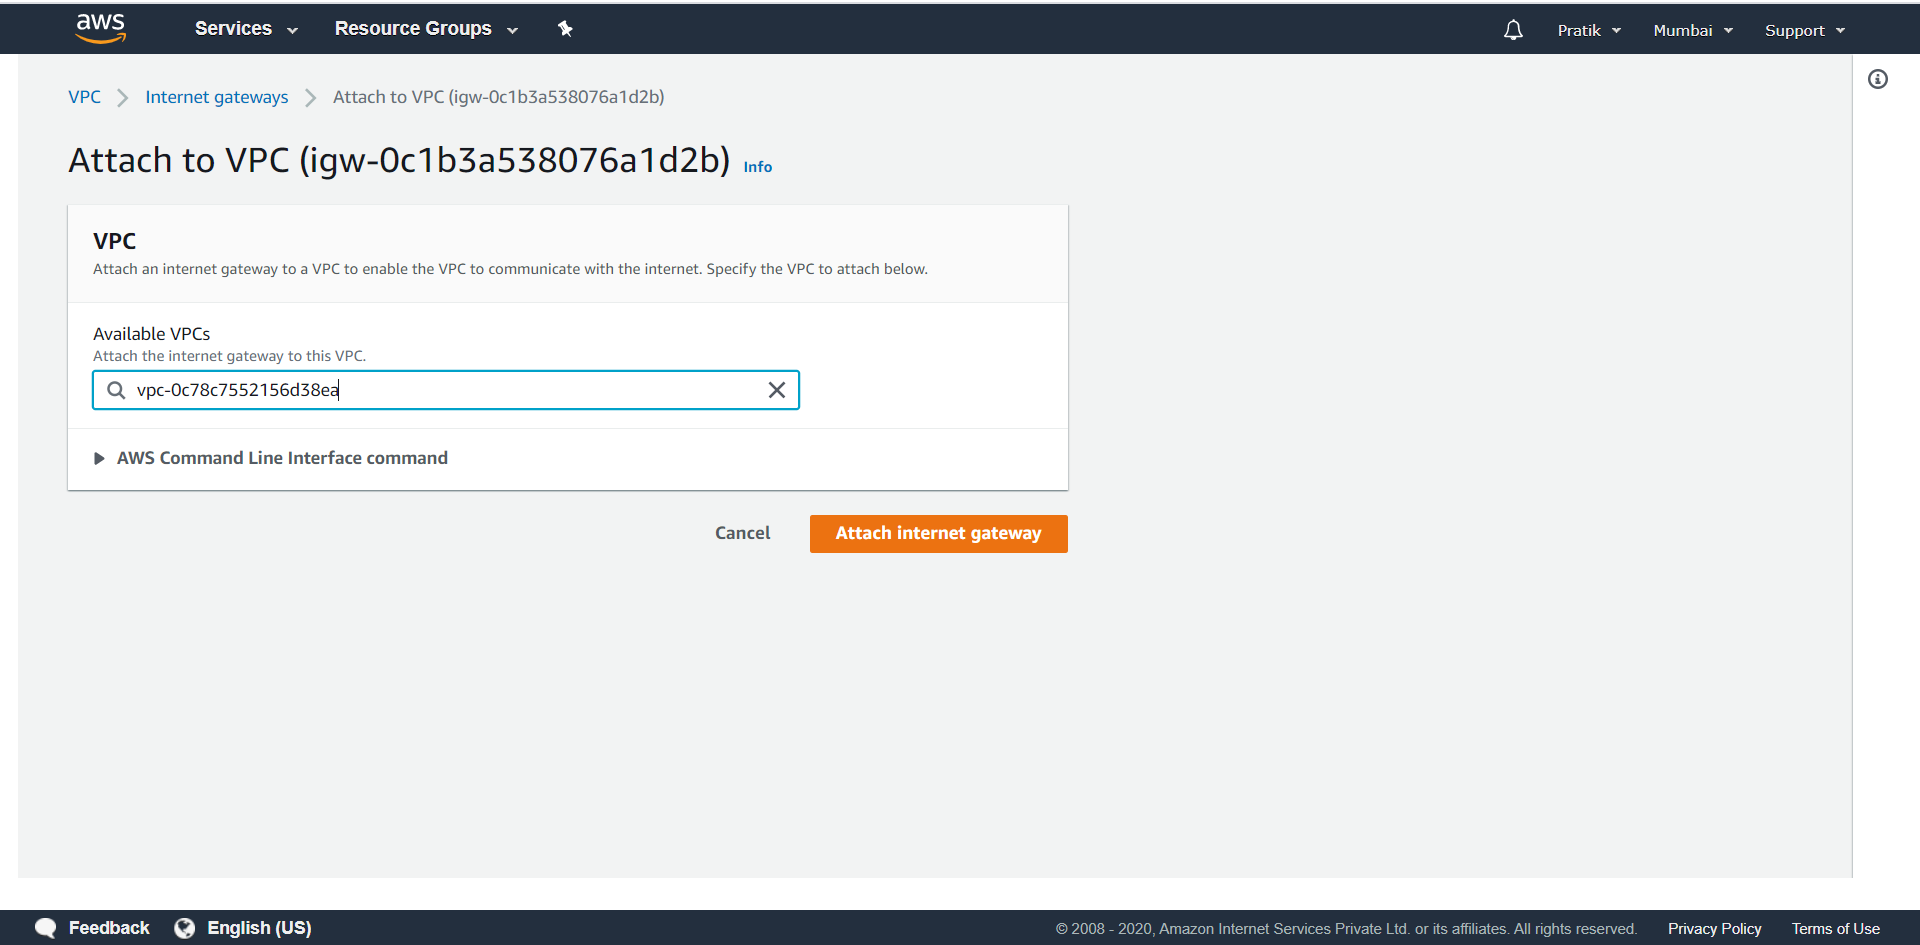 aws Services Resource Groups Pratik Mumbai Support
VPC Internet gateways Attach to VPC (igw-0c1b3a538076a1d2b)
Attach to VPC (igw-0c1b3a538076a1d2b) Info
VPC
Attach an internet gateway to a VPC to enable the VPC to communicate with the internet. Specify the VPC to attach below.
Available VPCs
Attach the internet gateway to this VPC.
vpc-0c78c7552156d38ea
AWS Command Line Interface command
Cancel Attach internet gateway
Feedback English (US) © 2008 - 2020, Amazon Internet Services Private Ltd. or its affiliates. All rights reserved. Privacy Policy Terms of Use